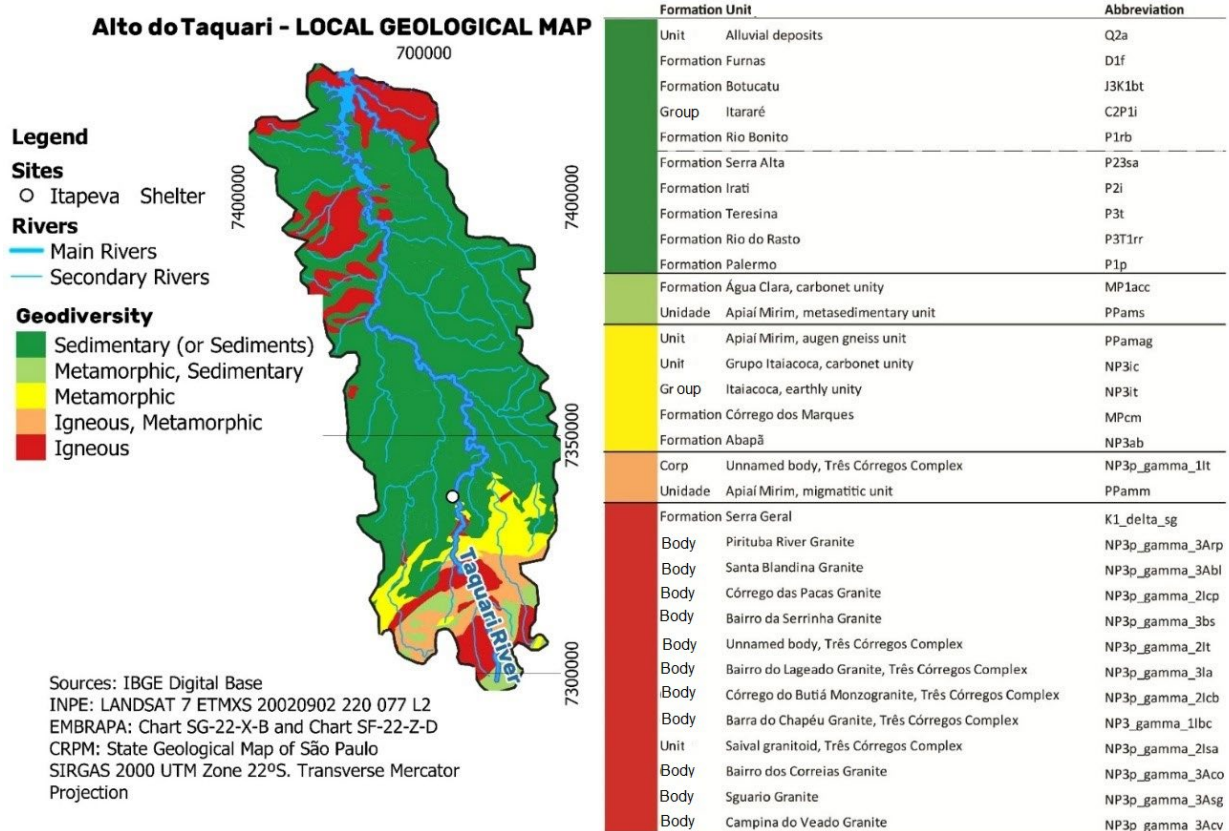 Alto do Taquari - LOCAL GEOLOGICAL MAP
700000
Legend
Sites
Itapeva Shelter
Rivers
Main Rivers
Secondary Rivers
Geodiversity
Sedimentary (or Sediments)
Metamorphic, Sedimentary
Metamorphic
Igneous, Metamorphic
Igneous
7400000
7400000
7350000
7300000
Taquari River
Sources: IBGE Digital Base
INPE: LANDSAT 7 ETMXS 20020902 220 077 L2
EMBRAPA: Chart SG-22-X-B and Chart SF-22-Z-D
CRPM: State Geological Map of São Paulo
SIRGAS 2000 UTM Zone 22ºS. Transverse Mercator
Projection
Formation Unit Abbreviation
Unit Alluvial deposits Q2a
Formation Furnas D1f
Formation Botucatu J3K1bt
Group Itararé C2P1i
Formation Rio Bonito P1rb
Formation Serra Alta P23sa
Formation Irati P2i
Formation Teresina P3t
Formation Rio do Rasto P3T1rr
Formation Palermo P1p
Formation Água Clara, carbonet unity MP1acc
Unidade Apiaí Mirim, metasedimentary unit PPams
Unit Apiaí Mirim, augen gneiss unit PPamag
Unit Grupo Itaiacoca, carbonet unity NP3ic
Group Itaiacoca, earthly unity NP3it
Formation Córrego dos Marques MPcm
Formation Abapã NP3ab
Corp Unnamed body, Três Córregos Complex NP3p_gamma_1lt
Unidade Apiaí Mirim, migmatitic unit PPamm
Formation Serra Geral K1_delta_sg
Body Pirituba River Granite NP3p_gamma_3Arp
Body Santa Blandina Granite NP3p_gamma_3Abl
Body Córrego das Pacas Granite NP3p_gamma_2Icp
Body Bairro da Serrinha Granite NP3p_gamma_3bs
Body Unnamed body, Três Córregos Complex NP3p_gamma_2lt
Body Bairro do Lageado Granite, Três Córregos Complex NP3p_gamma_3la
Body Córrego do Butiá Monzogranite, Três Córregos Complex NP3p_gamma_2Icb
Body Barra do Chapéu Granite, Três Córregos Complex NP3_gamma_1lbc
Unit Saival granitoid, Três Córregos Complex NP3p_gamma_2Isa
Body Bairro dos Correias Granite NP3p_gamma_3Aco
Body Sguario Granite NP3p_gamma_3Asg
Body Campina do Veado Granite NP3p_gamma_3Acv